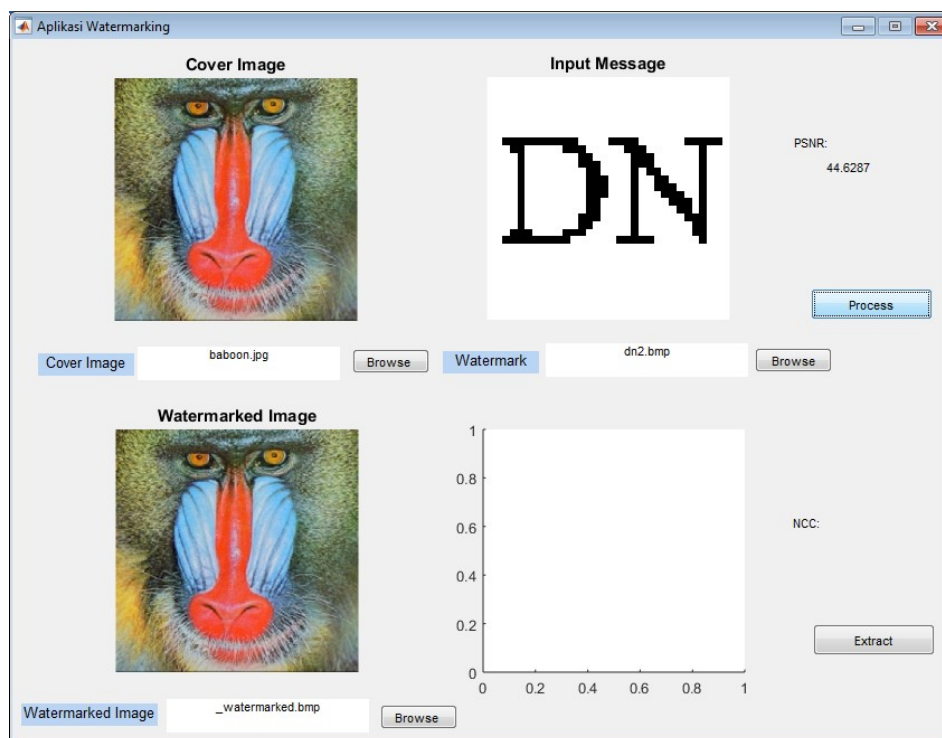 Aplikasi Watermarking
Cover Image
Input Message
DN
PSNR:
44.6287
Process
Cover Image baboon.jpg Browse
Watermark dn2.bmp Browse
Watermarked Image
1
0.8
0.6
0.4
0.2
0
0 0.2 0.4 0.6 0.8 1
NCC:
Extract
Watermarked Image _watermarked.bmp Browse